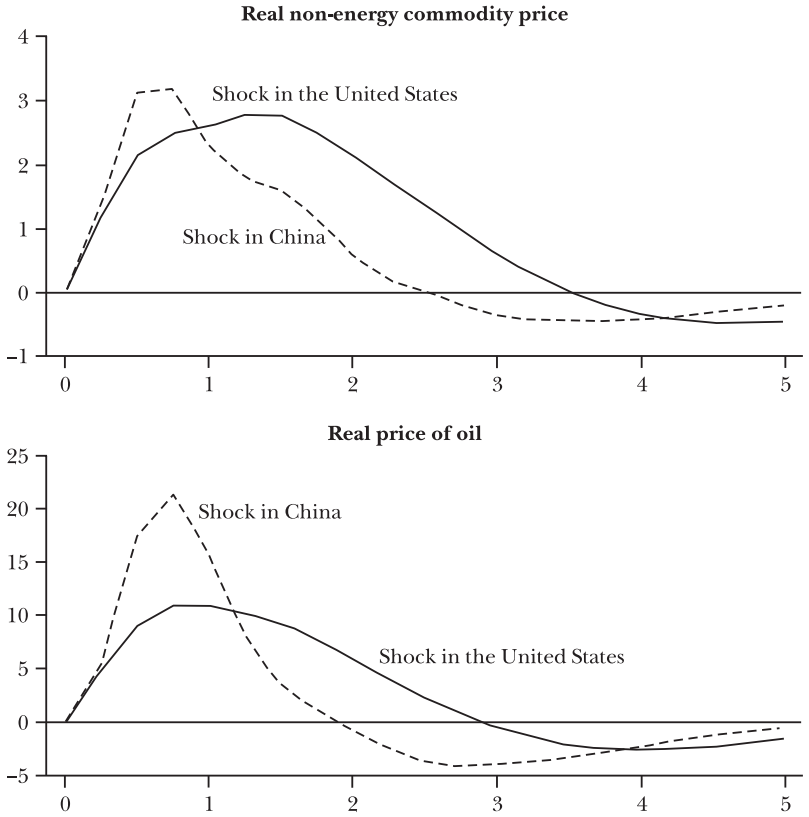 Real non-energy commodity price
4
3
2
1
0
–1
Shock in the United States
Shock in China
0 1 2 3 4 5
Real price of oil
25
20
15
10
5
0
–5
Shock in China
Shock in the United States
0 1 2 3 4 5